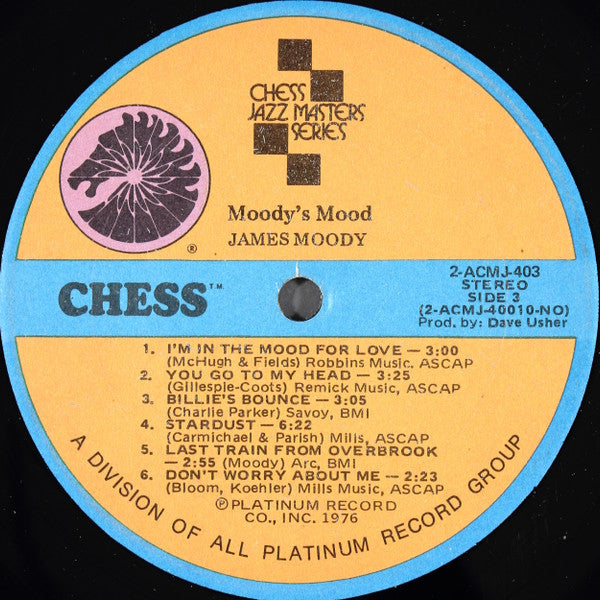 CHESS
JAZZ MASTERS
SERIES
®
Moody's Mood
JAMES MOODY
CHESS™
2-ACMJ-403
STEREO
SIDE 3
(2-ACMJ-40010-NO)
Prod. by: Dave Usher
1. I'M IN THE MOOD FOR LOVE — 3:00
(McHugh & Fields) Robbins Music, ASCAP
2. YOU GO TO MY HEAD — 3:25
(Gillespie-Coots) Remick Music, ASCAP
3. BILLIE'S BOUNCE — 3:05
(Charlie Parker) Savoy, BMI
4. STARDUST — 6:22
(Carmichael & Parish) Mills, ASCAP
5. LAST TRAIN FROM OVERBROOK
— 2:55 (Moody) Arc, BMI
6. DON'T WORRY ABOUT ME — 2:23
(Bloom, Koehler) Mills Music, ASCAP
℗PLATINUM RECORD
CO., INC. 1976
A DIVISION OF ALL PLATINUM RECORD GROUP